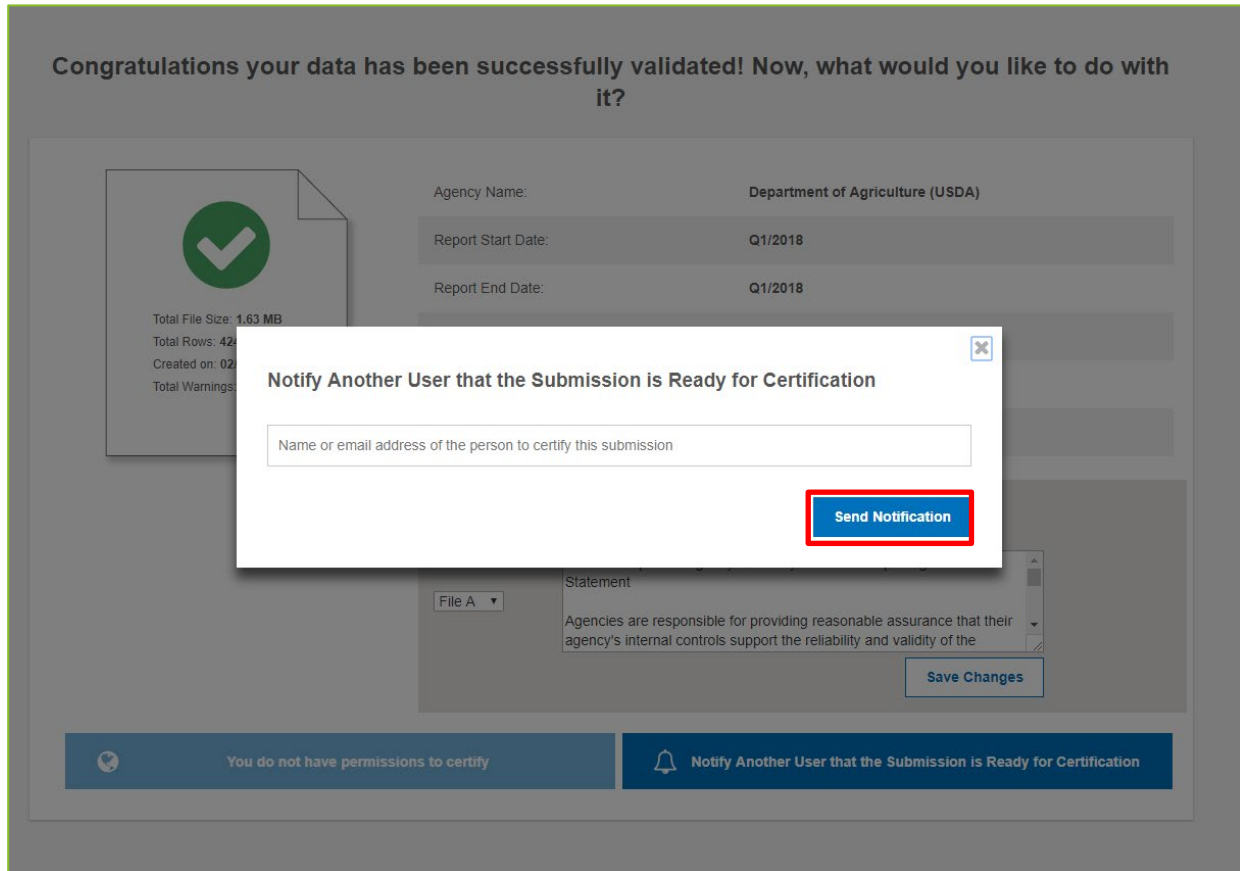 Congratulations your data has been successfully validated! Now, what would you like to do with
it?
Agency Name: Department of Agriculture (USDA)
Report Start Date: Q1/2018
Report End Date: Q1/2018
Total File Size: 1.63 MB
Total Rows: 424
Created on: 02/
Total Warnings:
Notify Another User that the Submission is Ready for Certification
Name or email address of the person to certify this submission
Send Notification
Statement
File A
Agencies are responsible for providing reasonable assurance that their
agency's internal controls support the reliability and validity of the
Save Changes
You do not have permissions to certify
Notify Another User that the Submission is Ready for Certification